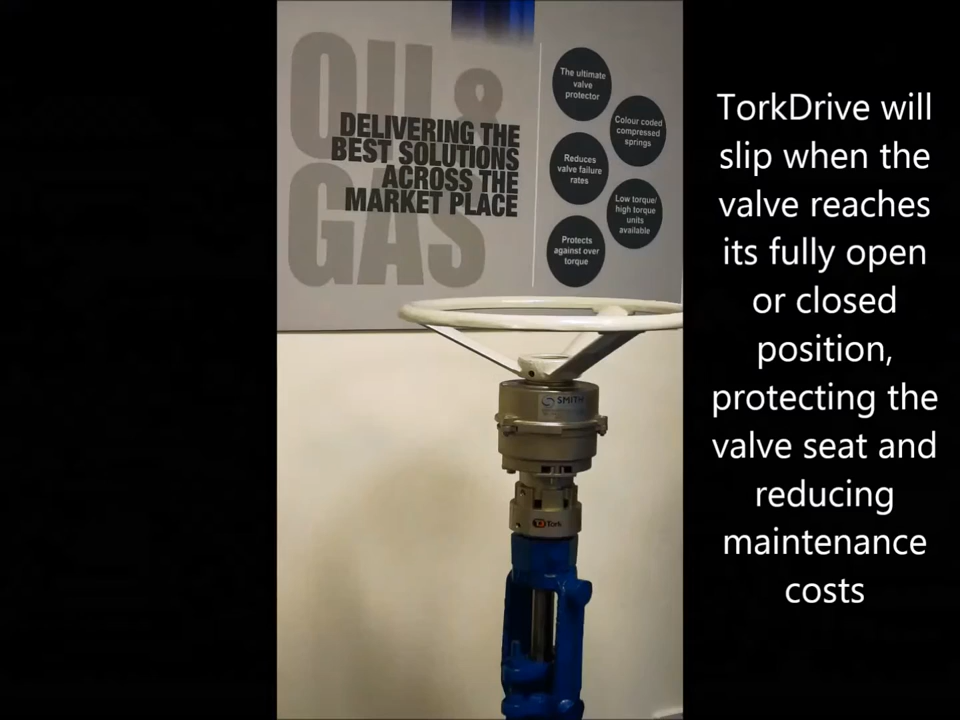 OIL &
GAS
DELIVERING THE
BEST SOLUTIONS
ACROSS THE
MARKET PLACE
The ultimate
valve
protector
Colour coded
compressed
springs
Reduces
valve failure
rates
Low torque/
high torque
units
available
Protects
against over
torque
SMITH
Tork
TorkDrive will
slip when the
valve reaches
its fully open
or closed
position,
protecting the
valve seat and
reducing
maintenance
costs